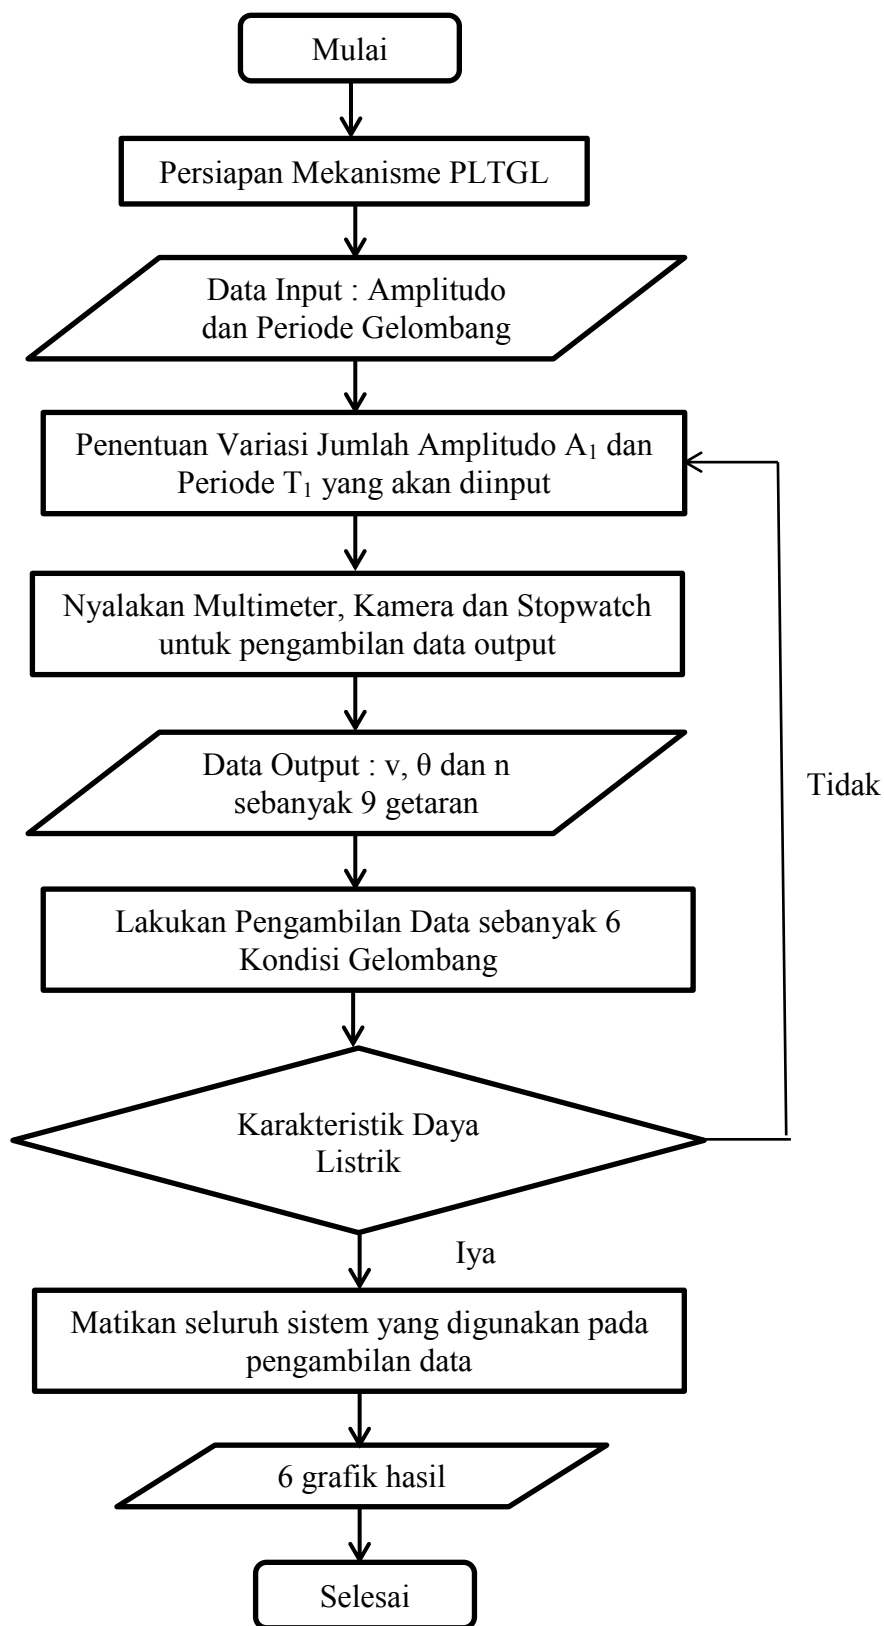 Mulai
Persiapan Mekanisme PLTGL
Data Input : Amplitudo
dan Periode Gelombang
Penentuan Variasi Jumlah Amplitudo A₁ dan
Periode T₁ yang akan diinput
Nyalakan Multimeter, Kamera dan Stopwatch
untuk pengambilan data output
Data Output : v, θ dan n
sebanyak 9 getaran
Tidak
Lakukan Pengambilan Data sebanyak 6
Kondisi Gelombang
Karakteristik Daya
Listrik
Iya
Matikan seluruh sistem yang digunakan pada
pengambilan data
6 grafik hasil
Selesai